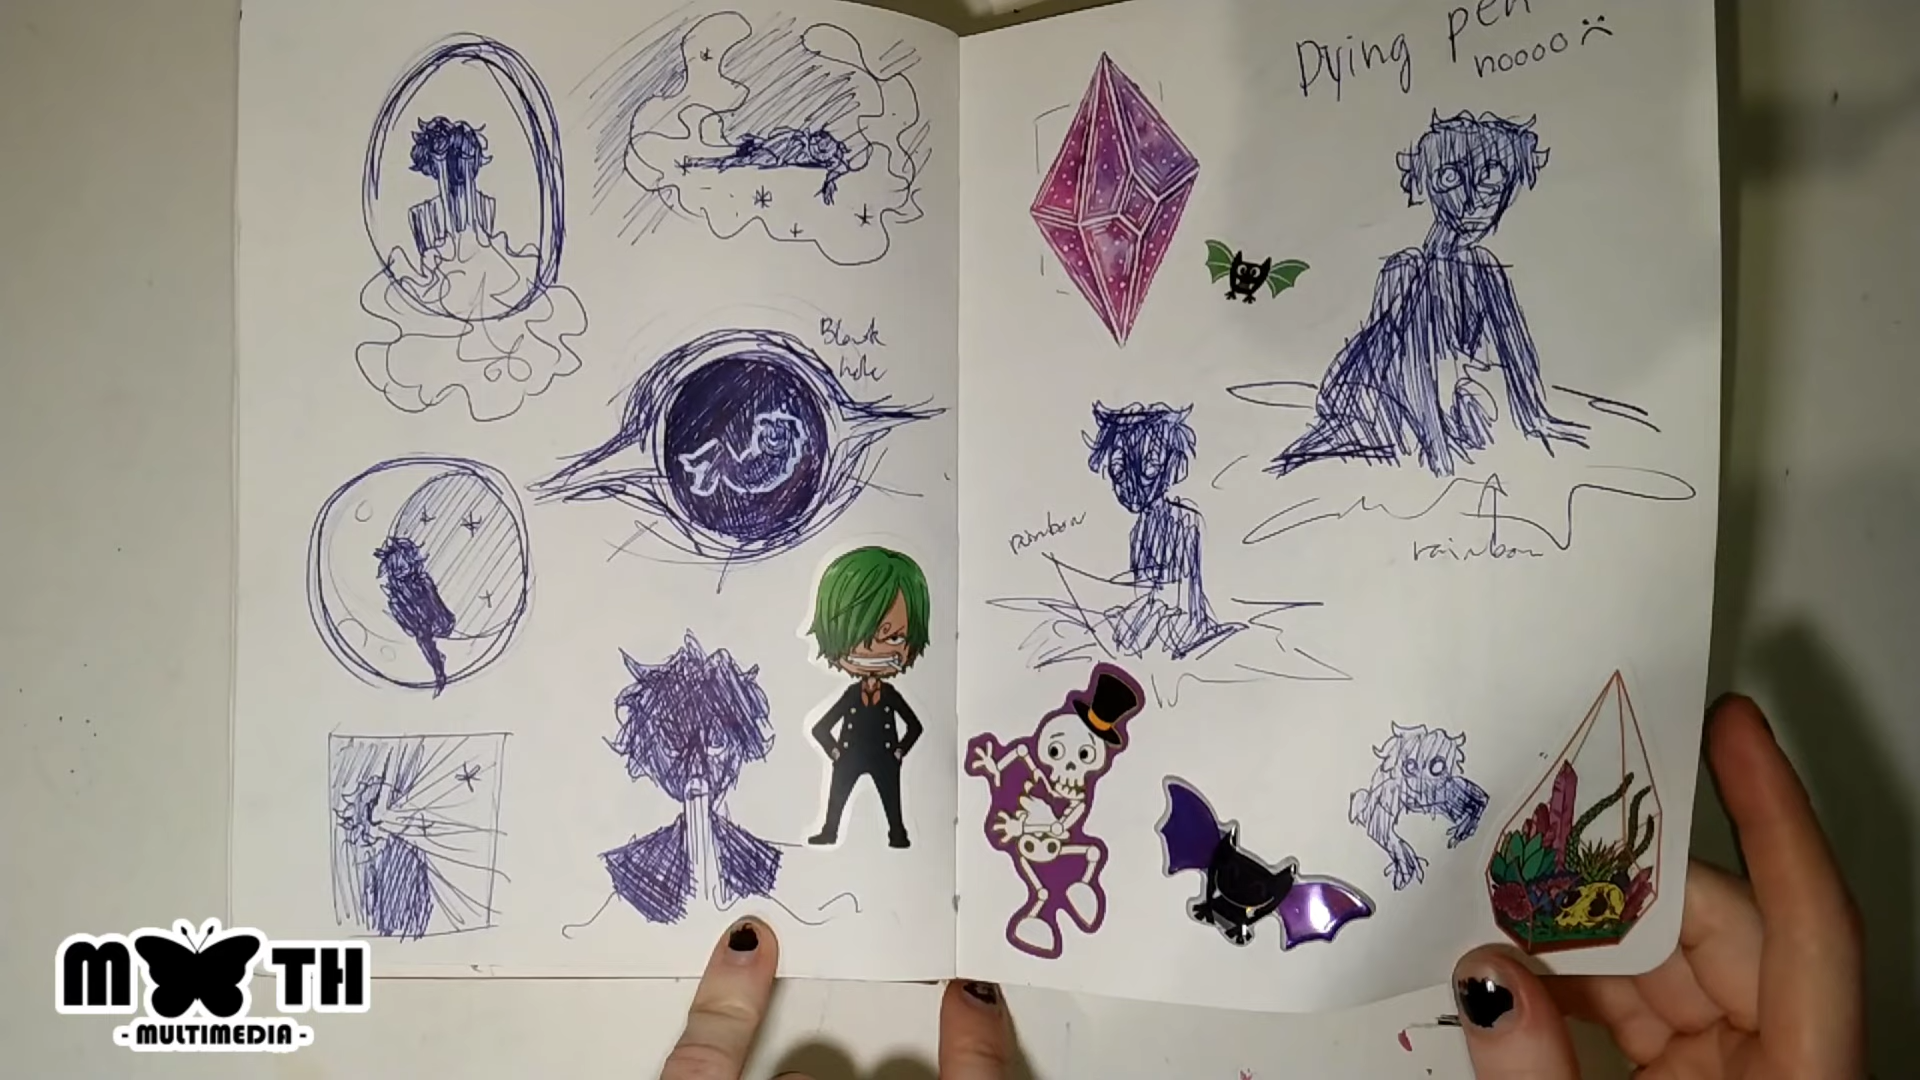 Dying pen
noooo :(
Black
hole
rainbow
rainbow
MOTH
- MULTIMEDIA -